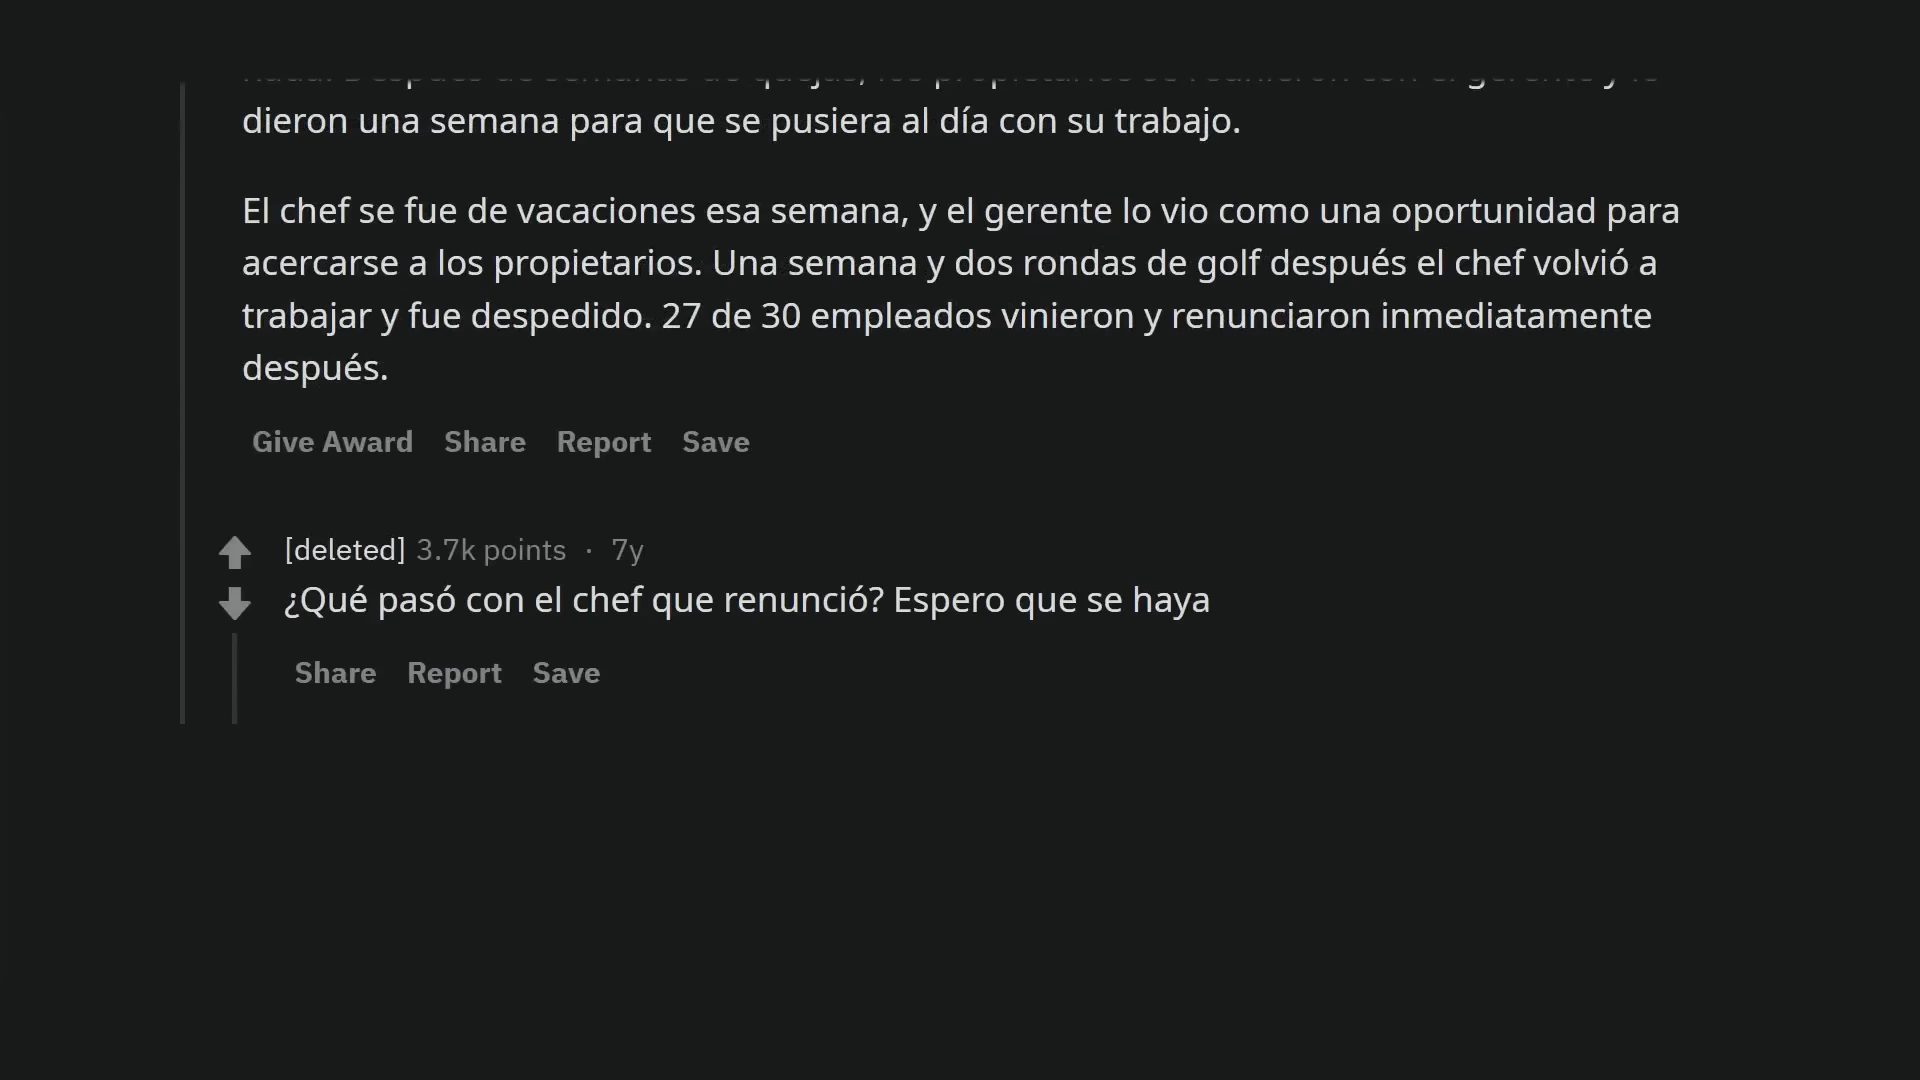 dieron una semana para que se pusiera al día con su trabajo.
El chef se fue de vacaciones esa semana, y el gerente lo vio como una oportunidad para
acercarse a los propietarios. Una semana y dos rondas de golf después el chef volvió a
trabajar y fue despedido. 27 de 30 empleados vinieron y renunciaron inmediatamente
después.
Give Award Share Report Save
[deleted] 3.7k points · 7y
¿Qué pasó con el chef que renunció? Espero que se haya
Share Report Save